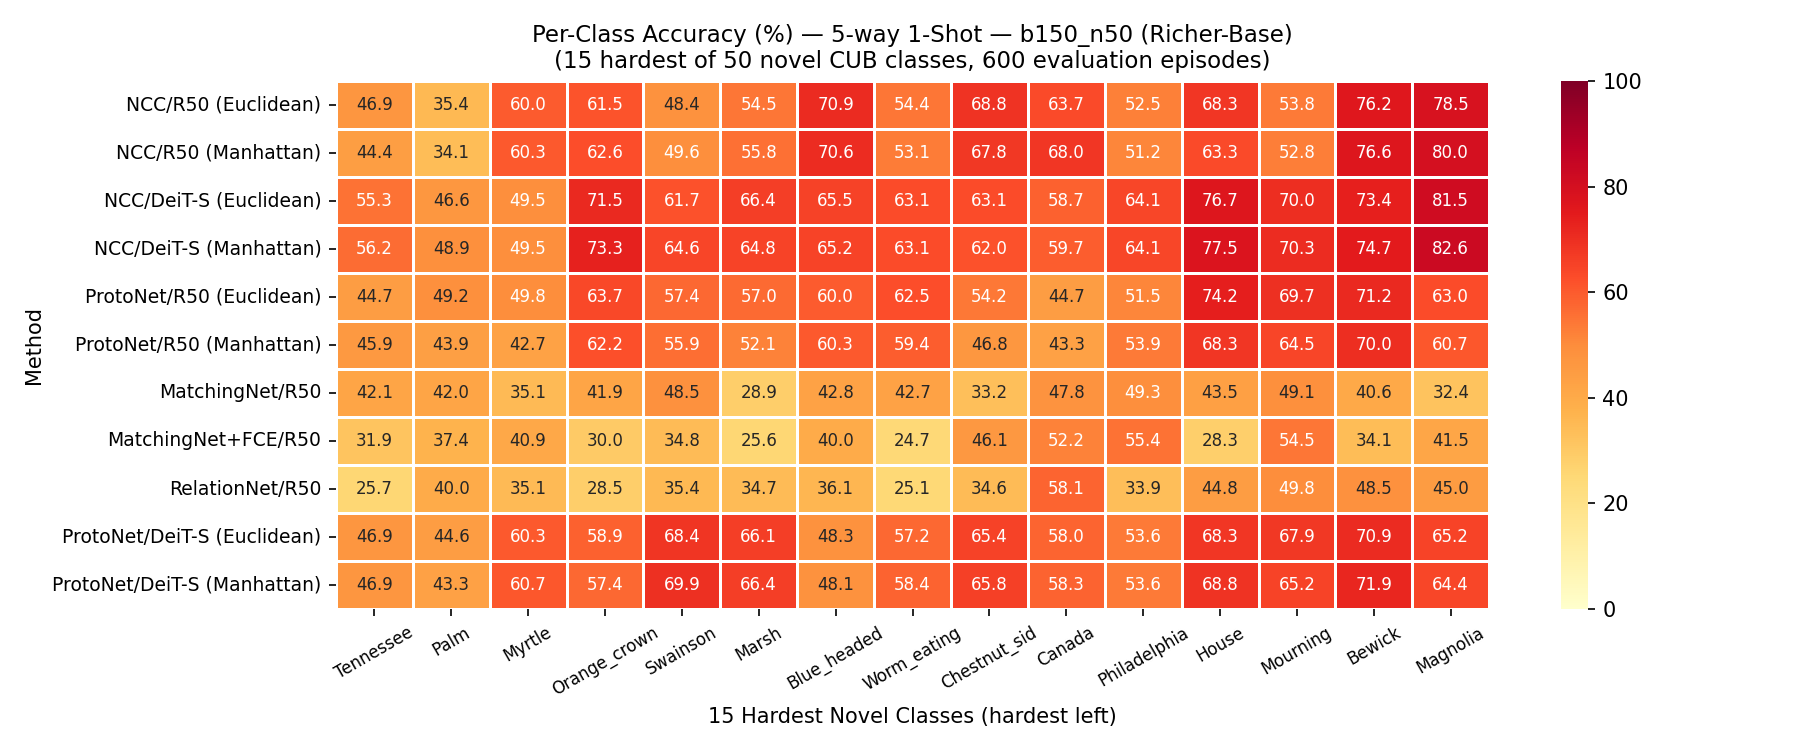 Per-Class Accuracy (%) — 5-way 1-Shot — b150_n50 (Richer-Base)
(15 hardest of 50 novel CUB classes, 600 evaluation episodes)
Method
NCC/R50 (Euclidean) 46.9 35.4 60.0 61.5 48.4 54.5 70.9 54.4 68.8 63.7 52.5 68.3 53.8 76.2 78.5
NCC/R50 (Manhattan) 44.4 34.1 60.3 62.6 49.6 55.8 70.6 53.1 67.8 68.0 51.2 63.3 52.8 76.6 80.0
NCC/DeiT-S (Euclidean) 55.3 46.6 49.5 71.5 61.7 66.4 65.5 63.1 63.1 58.7 64.1 76.7 70.0 73.4 81.5
NCC/DeiT-S (Manhattan) 56.2 48.9 49.5 73.3 64.6 64.8 65.2 63.1 62.0 59.7 64.1 77.5 70.3 74.7 82.6
ProtoNet/R50 (Euclidean) 44.7 49.2 49.8 63.7 57.4 57.0 60.0 62.5 54.2 44.7 51.5 74.2 69.7 71.2 63.0
ProtoNet/R50 (Manhattan) 45.9 43.9 42.7 62.2 55.9 52.1 60.3 59.4 46.8 43.3 53.9 68.3 64.5 70.0 60.7
MatchingNet/R50 42.1 42.0 35.1 41.9 48.5 28.9 42.8 42.7 33.2 47.8 49.3 43.5 49.1 40.6 32.4
MatchingNet+FCE/R50 31.9 37.4 40.9 30.0 34.8 25.6 40.0 24.7 46.1 52.2 55.4 28.3 54.5 34.1 41.5
RelationNet/R50 25.7 40.0 35.1 28.5 35.4 34.7 36.1 25.1 34.6 58.1 33.9 44.8 49.8 48.5 45.0
ProtoNet/DeiT-S (Euclidean) 46.9 44.6 60.3 58.9 68.4 66.1 48.3 57.2 65.4 58.0 53.6 68.3 67.9 70.9 65.2
ProtoNet/DeiT-S (Manhattan) 46.9 43.3 60.7 57.4 69.9 66.4 48.1 58.4 65.8 58.3 53.6 68.8 65.2 71.9 64.4
Tennessee Palm Myrtle Orange_crown Swainson Marsh Blue_headed Worm_eating Chestnut_sid Canada Philadelphia House Mourning Bewick Magnolia
15 Hardest Novel Classes (hardest left)
100
80
60
40
20
0